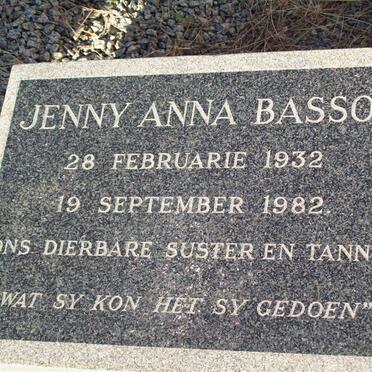 JENNY ANNA BASSO
28 FEBRUARIE 1932
19 SEPTEMBER 1982.
ONS DIERBARE SUSTER EN TANN
WAT SY KON HET SY GEDOEN"